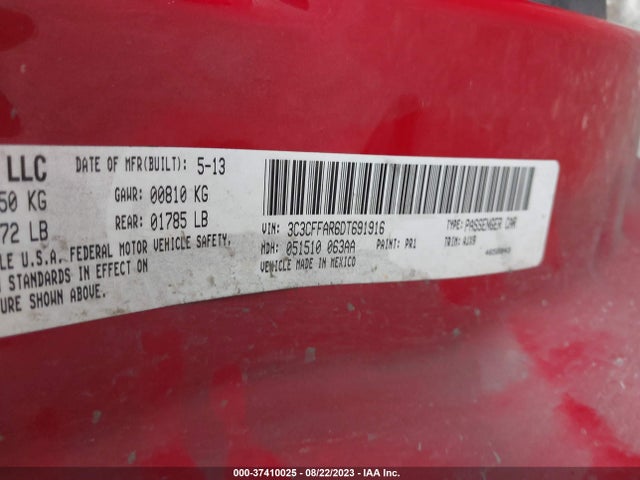 LLC
DATE OF MFR(BUILT): 5-13
50 KG
GAWR: 00810 KG
72 LB
REAR: 01785 LB
LE U.S.A. FEDERAL MOTOR VEHICLE SAFETY,
STANDARDS IN EFFECT ON
URE SHOWN ABOVE.
VIN: 3C3CFFAR6DT691916
TYPE: PASSENGER CAR
MDH: 051510 063AA
PAINT: PR1
TRIM: AJX9
VEHICLE MADE IN MEXICO
000-37410025 - 08/22/2023 - IAA Inc.